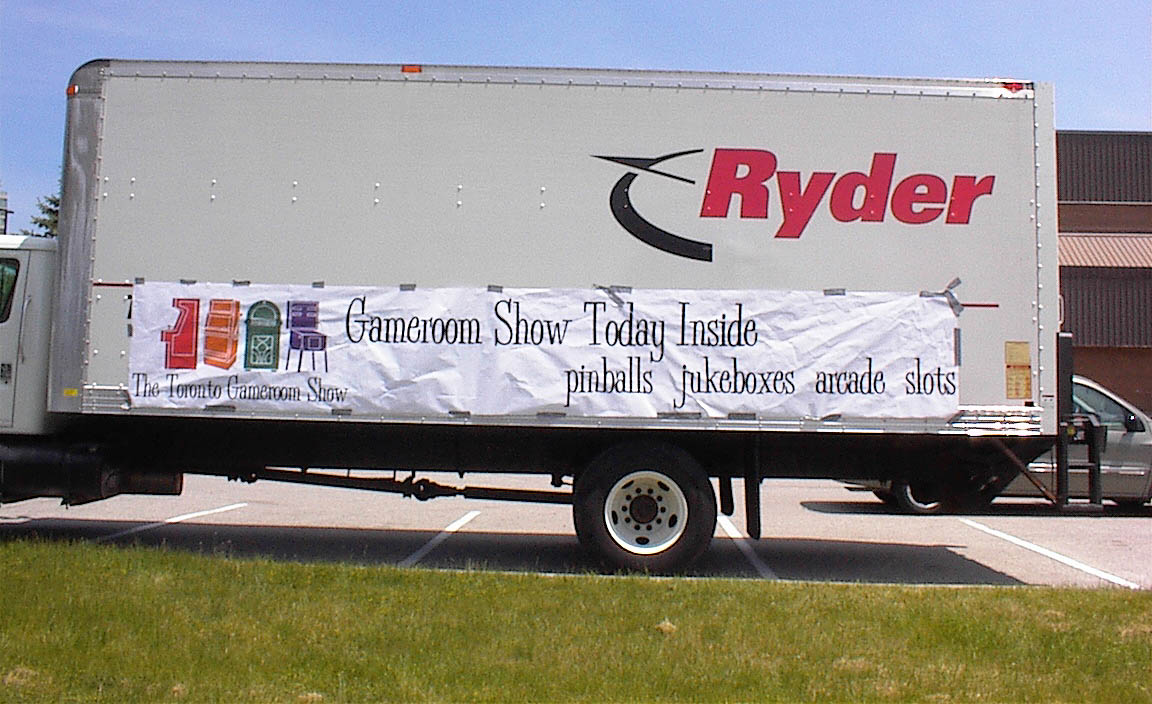 Ryder
Gameroom Show Today Inside
pinballs jukeboxes arcade slots
The Toronto Gameroom Show